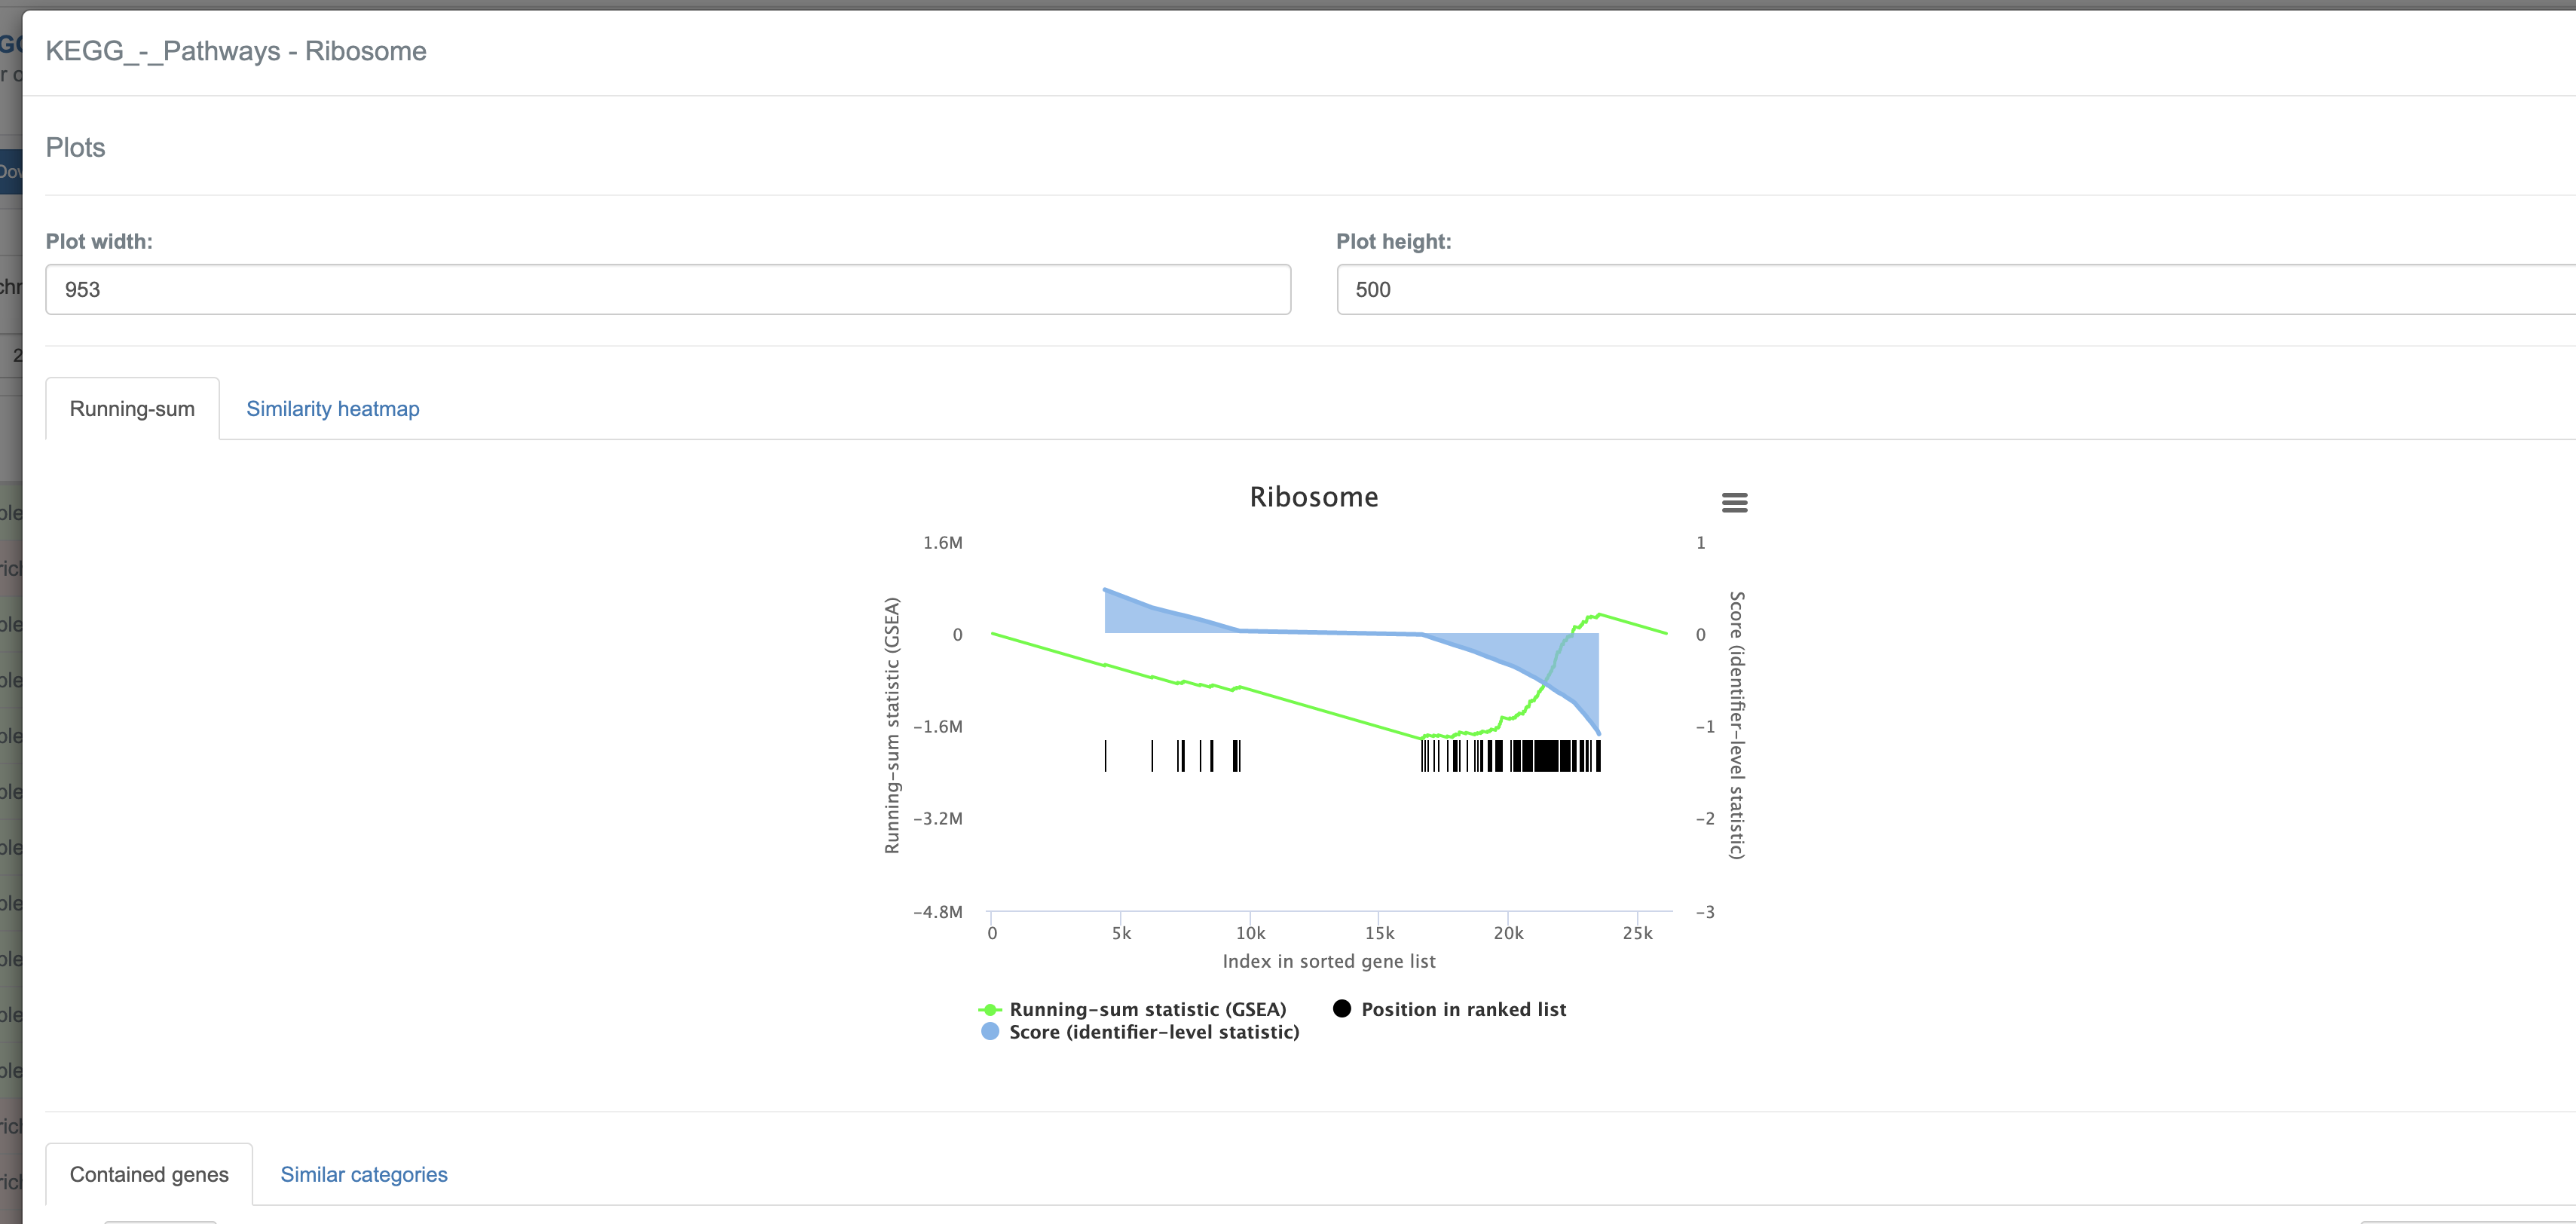 KEGG_-_Pathways - Ribosome
Plots
Plot width:
Plot height:
953
500
Running-sum
Similarity heatmap
Ribosome
1.6M
0
−1.6M
−3.2M
−4.8M
Running−sum statistic (GSEA)
1
0
−1
−2
−3
Score (identifier−level statistic)
0
5k
10k
15k
20k
25k
Index in sorted gene list
Running−sum statistic (GSEA)
Position in ranked list
Score (identifier−level statistic)
Contained genes
Similar categories